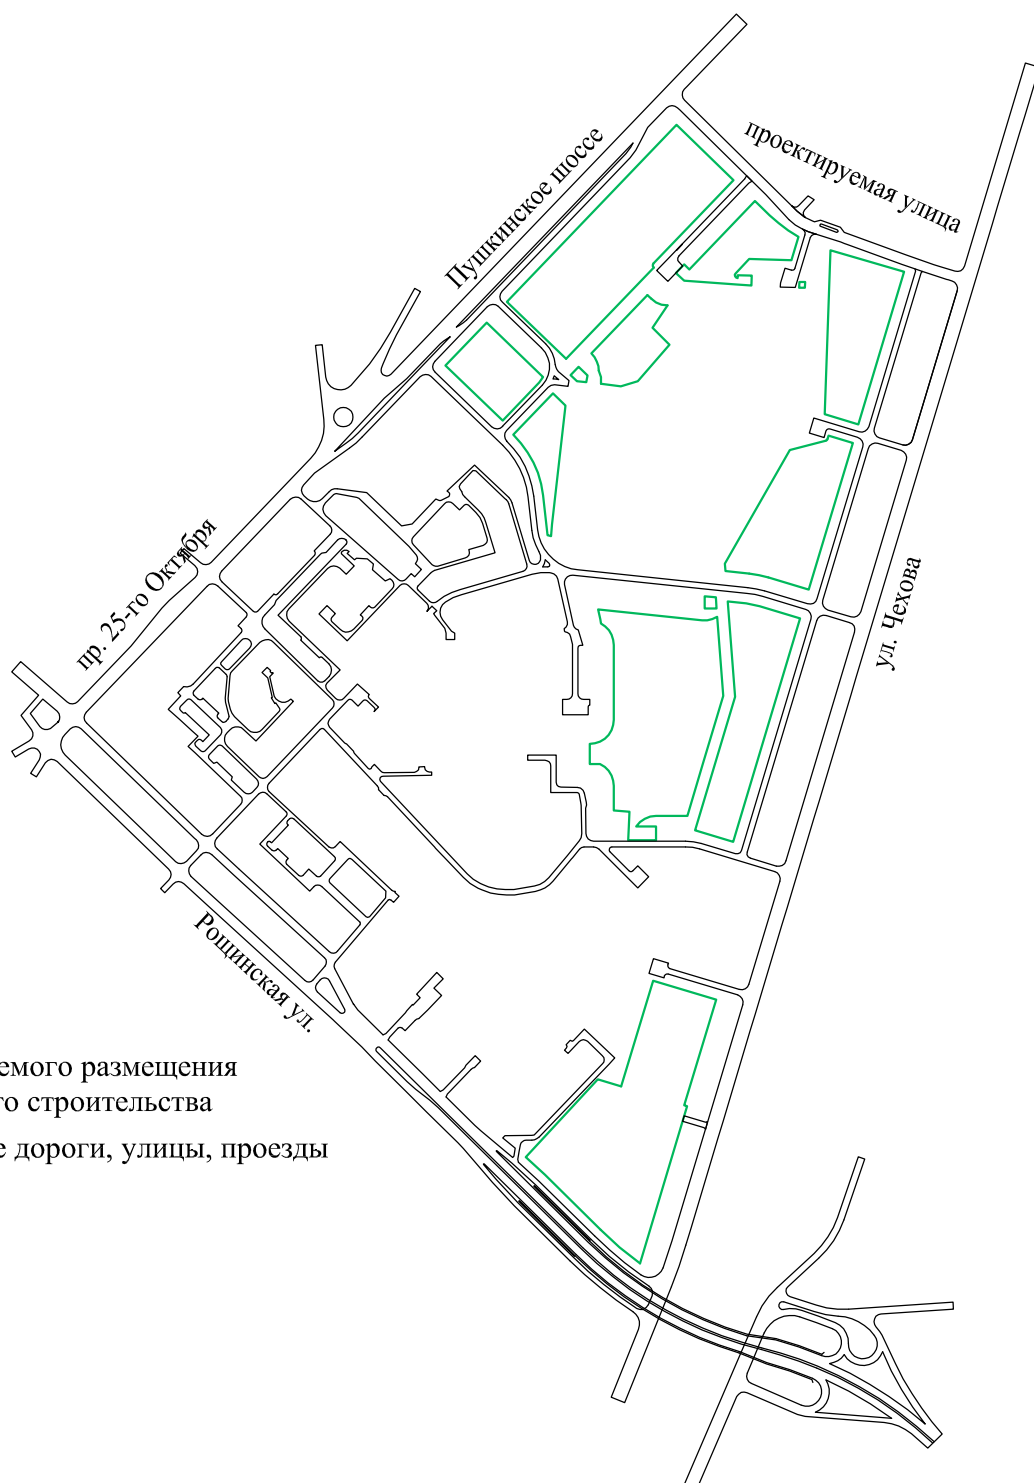 проектируемая улица
Пушкинское шоссе
пр. 25-го Октября
ул. Чехова
Рощинская ул.
емого размещения
го строительства
е дороги, улицы, проезды